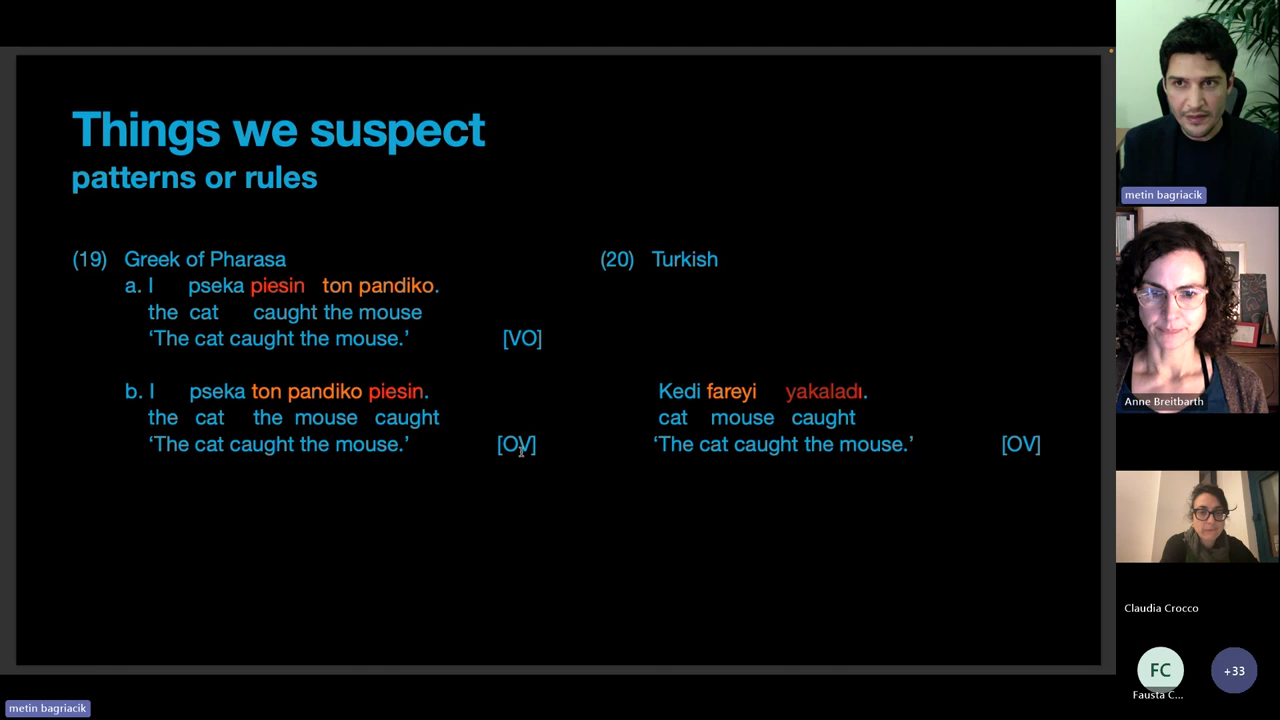 Things we suspect
patterns or rules
(19) Greek of Pharasa
a. I pseka piesin ton pandiko.
the cat caught the mouse
‘The cat caught the mouse.’ [VO]
b. I pseka ton pandiko piesin.
the cat the mouse caught
‘The cat caught the mouse.’ [OV]
(20) Turkish
Kedi fareyi yakaladı.
cat mouse caught
‘The cat caught the mouse.’ [OV]
metin bagriacik
Anne Breitbarth
Claudia Crocco
FC
Fausta C...
+33
metin bagriacik